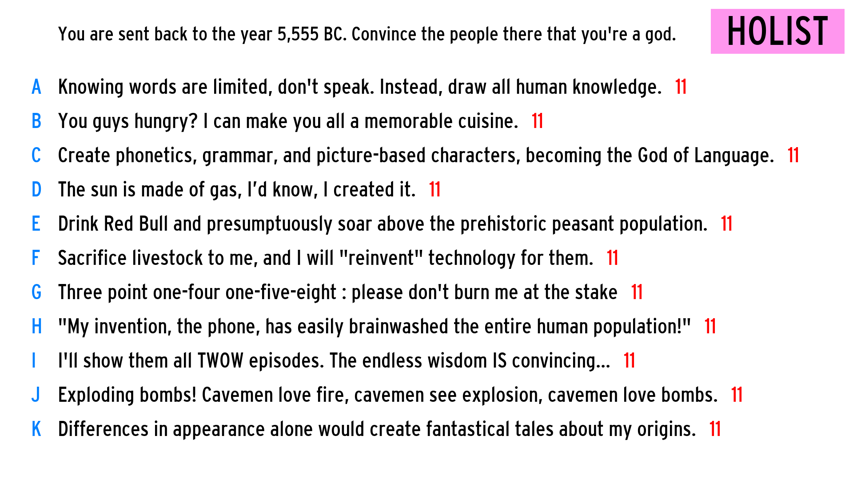 You are sent back to the year 5,555 BC. Convince the people there that you're a god.
HOLIST
A Knowing words are limited, don't speak. Instead, draw all human knowledge. 11
B You guys hungry? I can make you all a memorable cuisine. 11
C Create phonetics, grammar, and picture-based characters, becoming the God of Language. 11
D The sun is made of gas, I’d know, I created it. 11
E Drink Red Bull and presumptuously soar above the prehistoric peasant population. 11
F Sacrifice livestock to me, and I will "reinvent" technology for them. 11
G Three point one-four one-five-eight : please don't burn me at the stake 11
H "My invention, the phone, has easily brainwashed the entire human population!" 11
I I'll show them all TWOW episodes. The endless wisdom IS convincing... 11
J Exploding bombs! Cavemen love fire, cavemen see explosion, cavemen love bombs. 11
K Differences in appearance alone would create fantastical tales about my origins. 11